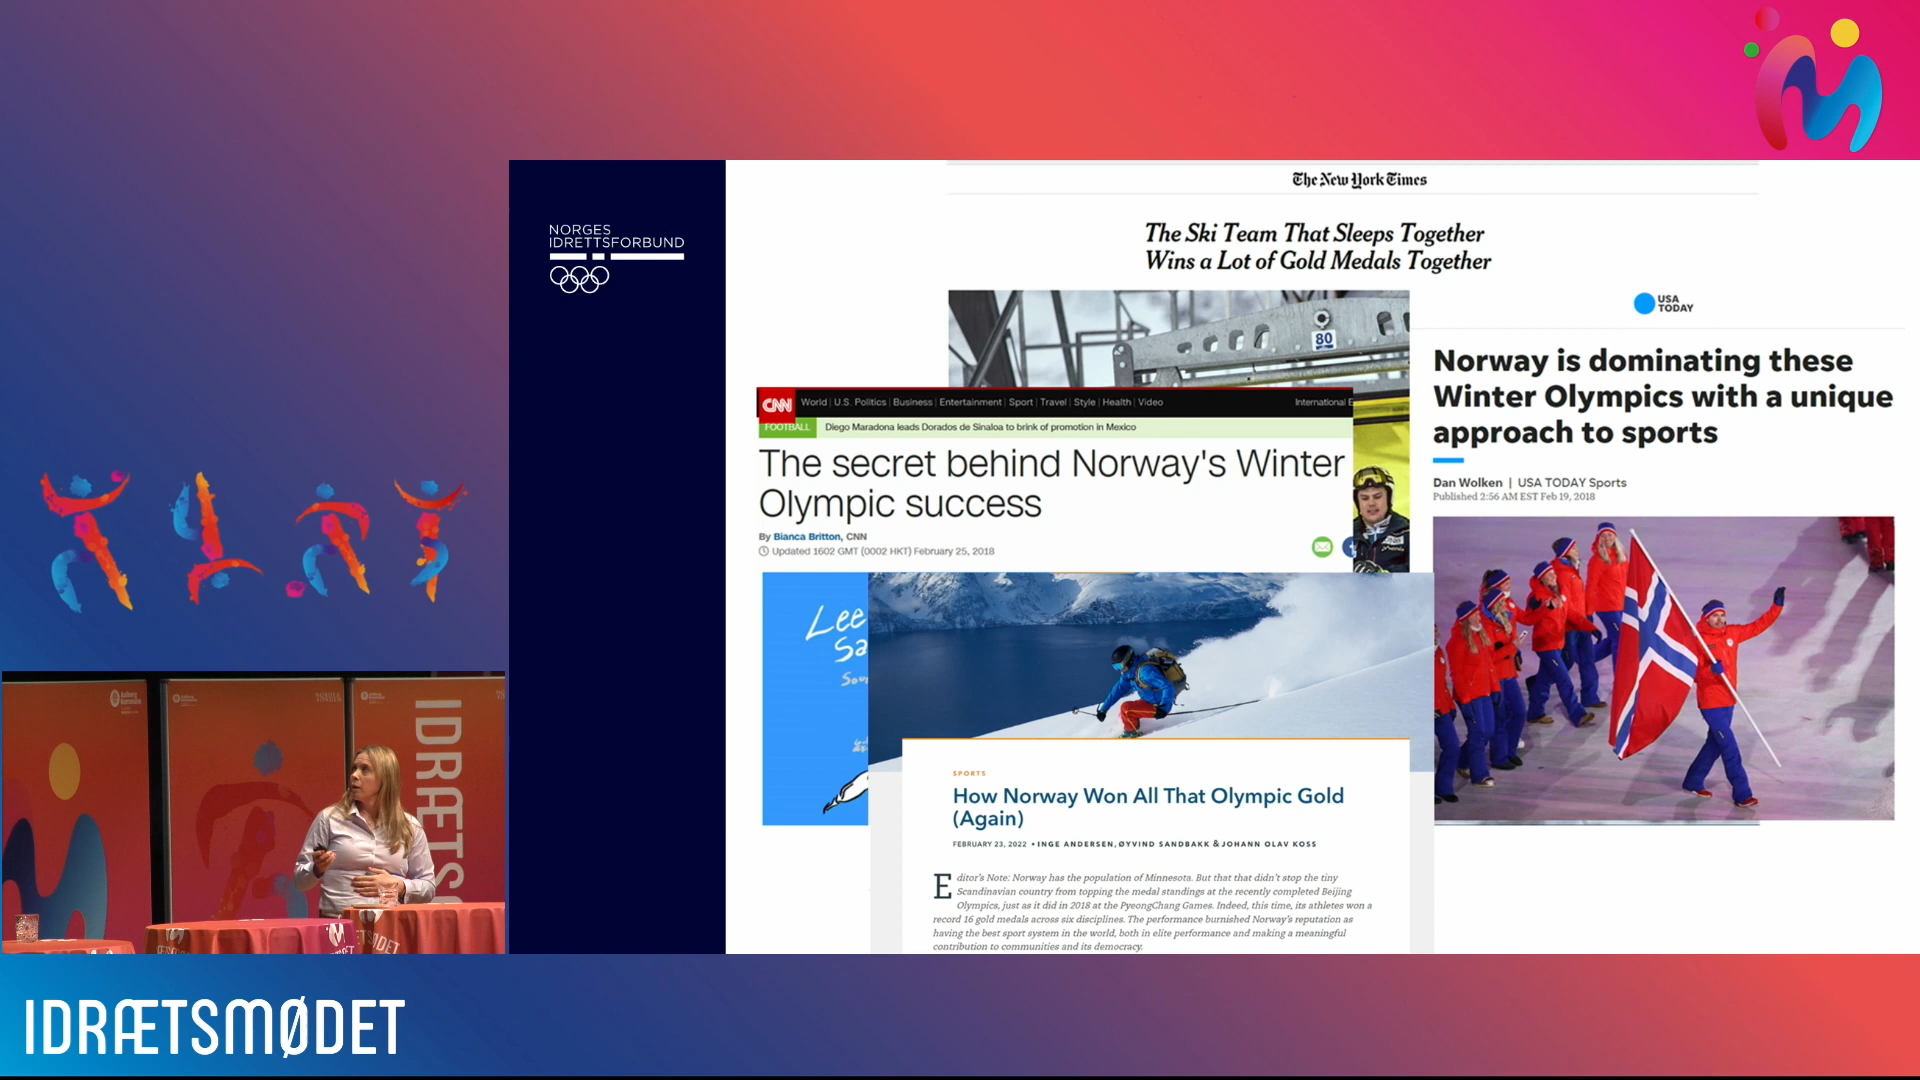 NORGES
IDRETTSFORBUND
The New York Times
The Ski Team That Sleeps Together
Wins a Lot of Gold Medals Together
80
USA
TODAY
Norway is dominating these
Winter Olympics with a unique
approach to sports
Dan Wolken | USA TODAY Sports
Published 2:56 AM EST Feb 19, 2018
CNN World | U.S. Politics | Business | Entertainment | Sport | Travel | Style | Health | Video International E
FOOTBALL Diego Maradona leads Dorados de Sinaloa to brink of promotion in Mexico
The secret behind Norway's Winter
Olympic success
By Bianca Britton, CNN
Updated 1602 GMT (0002 HKT) February 25, 2018
Lee
Sa
Sou
SPORTS
How Norway Won All That Olympic Gold
(Again)
FEBRUARY 23, 2022 • INGE ANDERSEN, ØYVIND SANDBAKK & JOHANN OLAV KOSS
Editor's Note: Norway has the population of Minnesota. But that that didn't stop the tiny
Scandinavian country from topping the medal standings at the recently completed Beijing
Olympics, just as it did in 2018 at the PyeongChang Games. Indeed, this time, its athletes won a
record 16 gold medals across six disciplines. The performance burnished Norway's reputation as
having the best sport system in the world, both in elite performance and making a meaningful
contribution to communities and its democracy.
IDRÆTS
IDRÆTSMØDET